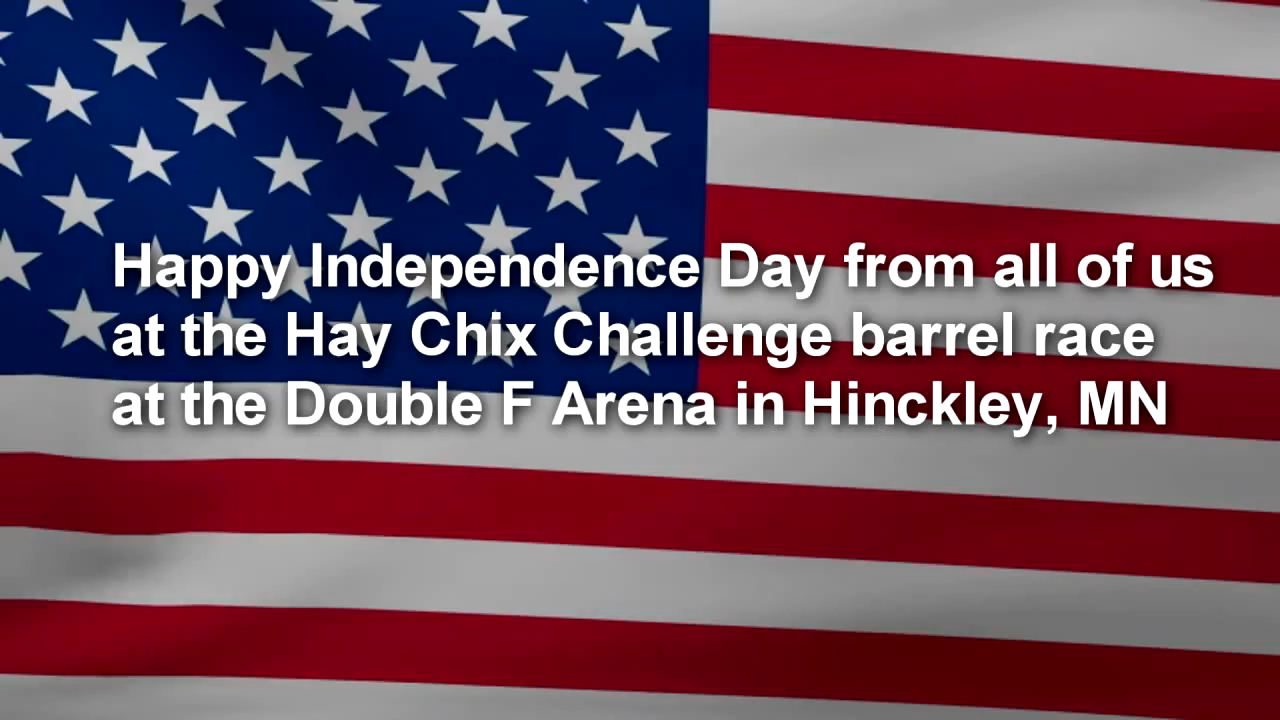 Happy Independence Day from all of us
at the Hay Chix Challenge barrel race
at the Double F Arena in Hinckley, MN